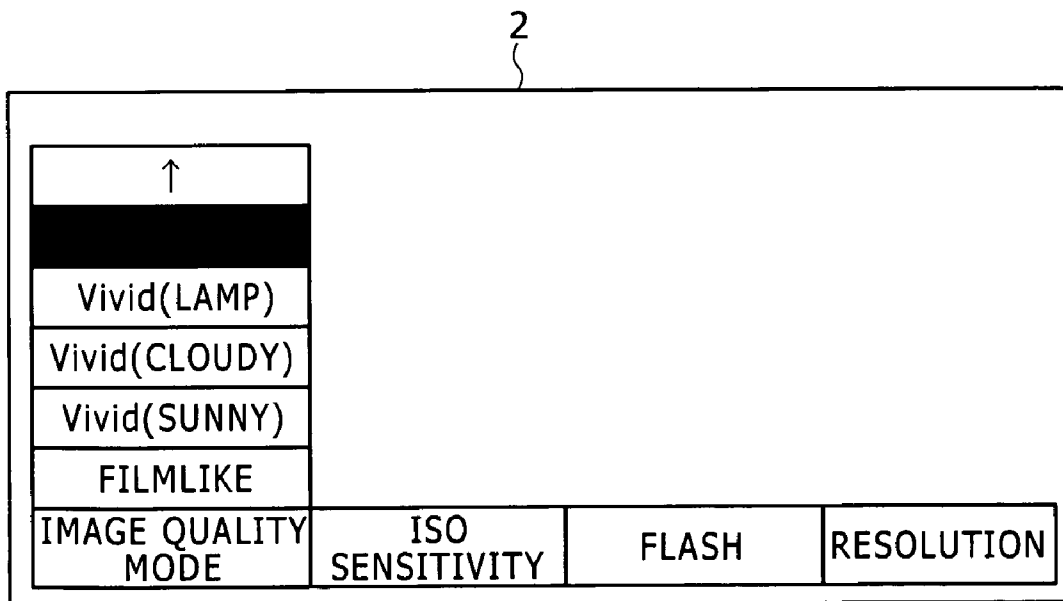 2
↑
Vivid(LAMP)
Vivid(CLOUDY)
Vivid(SUNNY)
FILMLIKE
IMAGE QUALITY
MODE
ISO
SENSITIVITY
FLASH
RESOLUTION